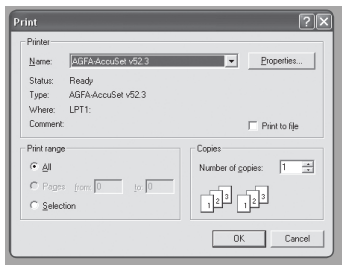 Print
Printer
Name: AGFA-AccuSet v52.3 Properties...
Status: Ready
Type: AGFA-AccuSet v52.3
Where: LPT1:
Comment: Print to file
Print range
All
Pages from: 0 to: 0
Selection
Copies
Number of copies: 1
1 2 3 1 2 3
OK Cancel